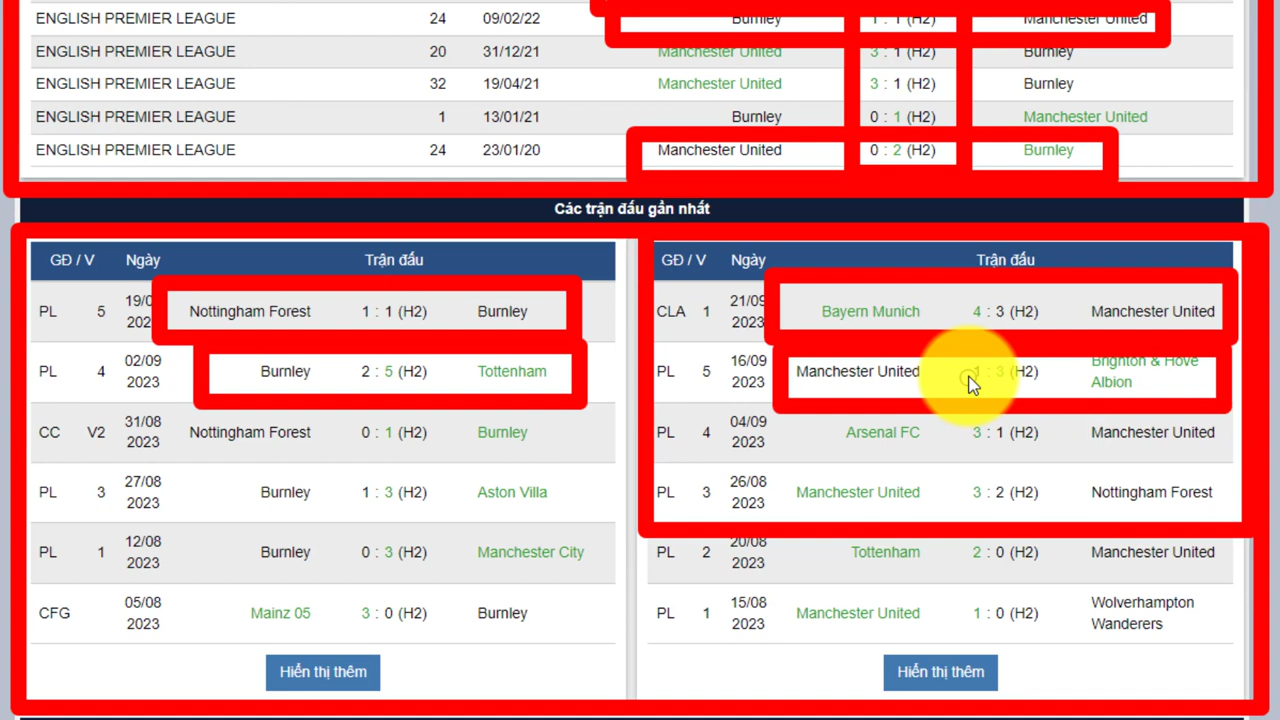 ENGLISH PREMIER LEAGUE 24 09/02/22 Burnley 1 : 1 (H2) Manchester United
ENGLISH PREMIER LEAGUE 20 31/12/21 Manchester United 3 : 1 (H2) Burnley
ENGLISH PREMIER LEAGUE 32 19/04/21 Manchester United 3 : 1 (H2) Burnley
ENGLISH PREMIER LEAGUE 1 13/01/21 Burnley 0 : 1 (H2) Manchester United
ENGLISH PREMIER LEAGUE 24 23/01/20 Manchester United 0 : 2 (H2) Burnley
Các trận đấu gần nhất
GĐ / V Ngày Trận đấu
PL 5 Nottingham Forest 1 : 1 (H2) Burnley
PL 4 02/09 2023 Burnley 2 : 5 (H2) Tottenham
CC V2 31/08 2023 Nottingham Forest 0 : 1 (H2) Burnley
PL 3 27/08 2023 Burnley 1 : 3 (H2) Aston Villa
PL 1 12/08 2023 Burnley 0 : 3 (H2) Manchester City
CFG 05/08 2023 Mainz 05 3 : 0 (H2) Burnley
Hiển thị thêm
GĐ / V Ngày Trận đấu
CLA 1 21/09 2023 Bayern Munich 4 : 3 (H2) Manchester United
PL 5 16/09 2023 Manchester United 1 : 3 (H2) Brighton & Hove Albion
PL 4 04/09 2023 Arsenal FC 3 : 1 (H2) Manchester United
PL 3 26/08 2023 Manchester United 3 : 2 (H2) Nottingham Forest
PL 2 20/08 2023 Tottenham 2 : 0 (H2) Manchester United
PL 1 15/08 2023 Manchester United 1 : 0 (H2) Wolverhampton Wanderers
Hiển thị thêm